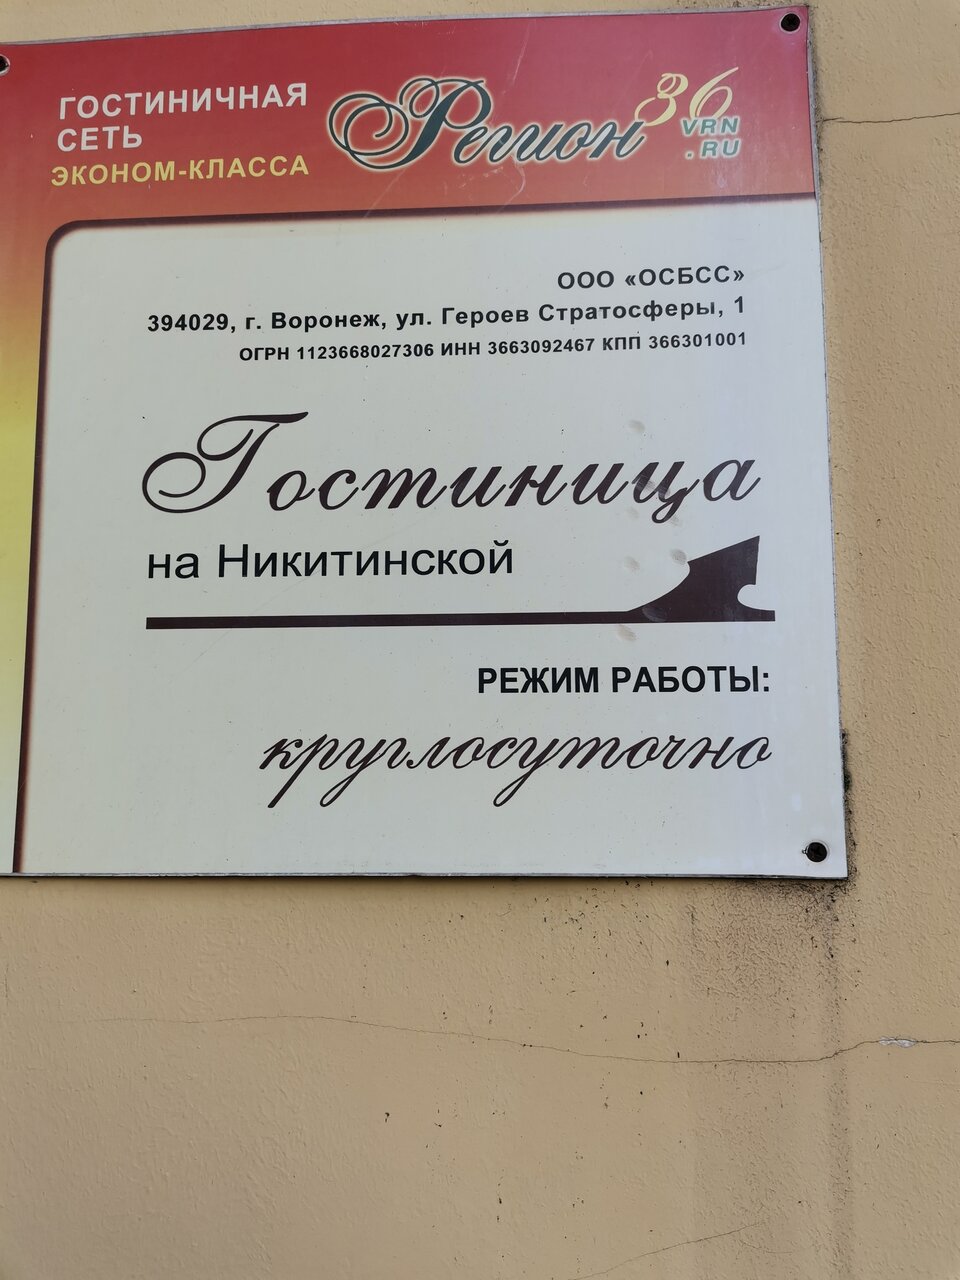 ГОСТИНИЧНАЯ
СЕТЬ
ЭКОНОМ-КЛАССА
Регион 36
VRN
.RU
ООО «ОСБСС»
394029, г. Воронеж, ул. Героев Стратосферы, 1
ОГРН 1123668027306 ИНН 3663092467 КПП 366301001
Гостиница
на Никитинской
РЕЖИМ РАБОТЫ:
круглосуточно